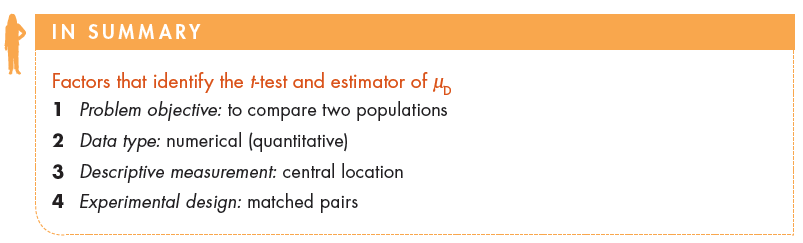 IN SUMMARY
Factors that identify the t-test and estimator of μD
1 Problem objective: to compare two populations
2 Data type: numerical (quantitative)
3 Descriptive measurement: central location
4 Experimental design: matched pairs